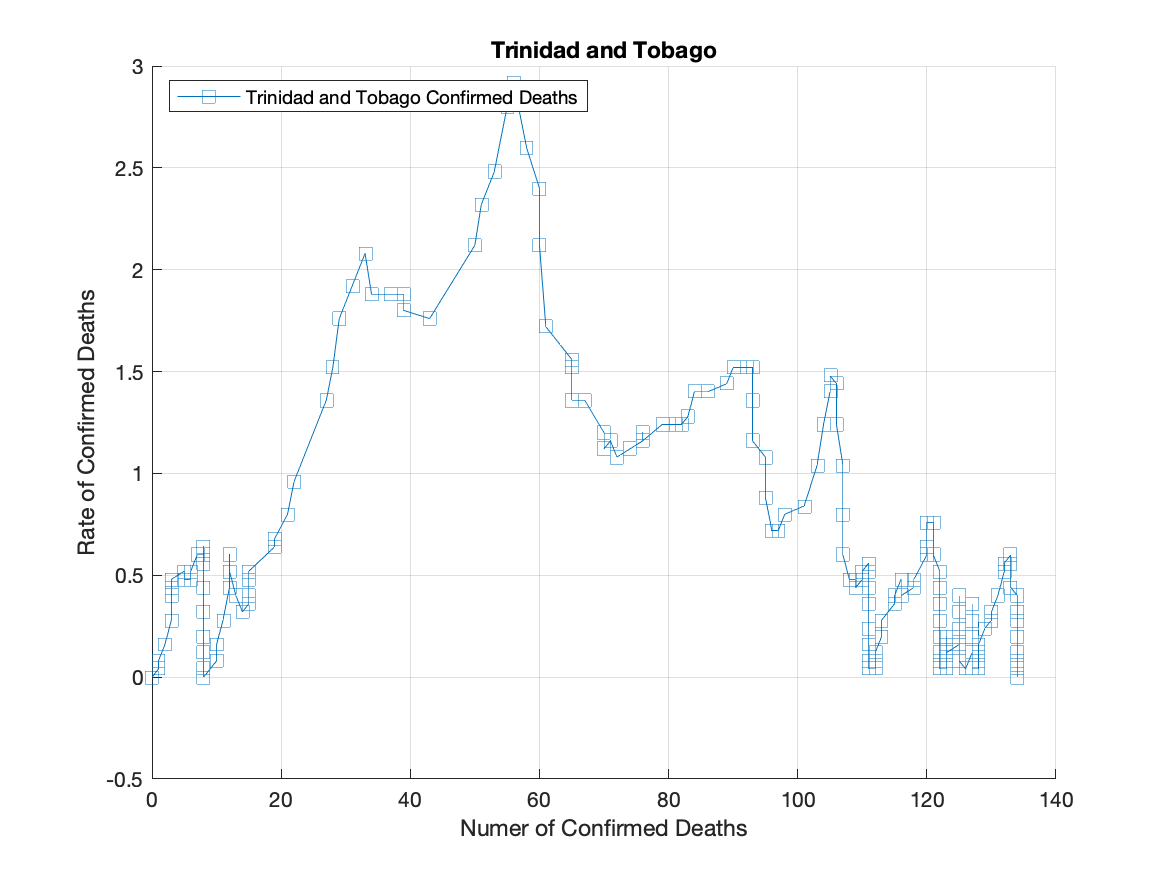 Trinidad and Tobago
Trinidad and Tobago Confirmed Deaths
Rate of Confirmed Deaths
3
2.5
2
1.5
1
0.5
0
-0.5
0 20 40 60 80 100 120 140
Numer of Confirmed Deaths